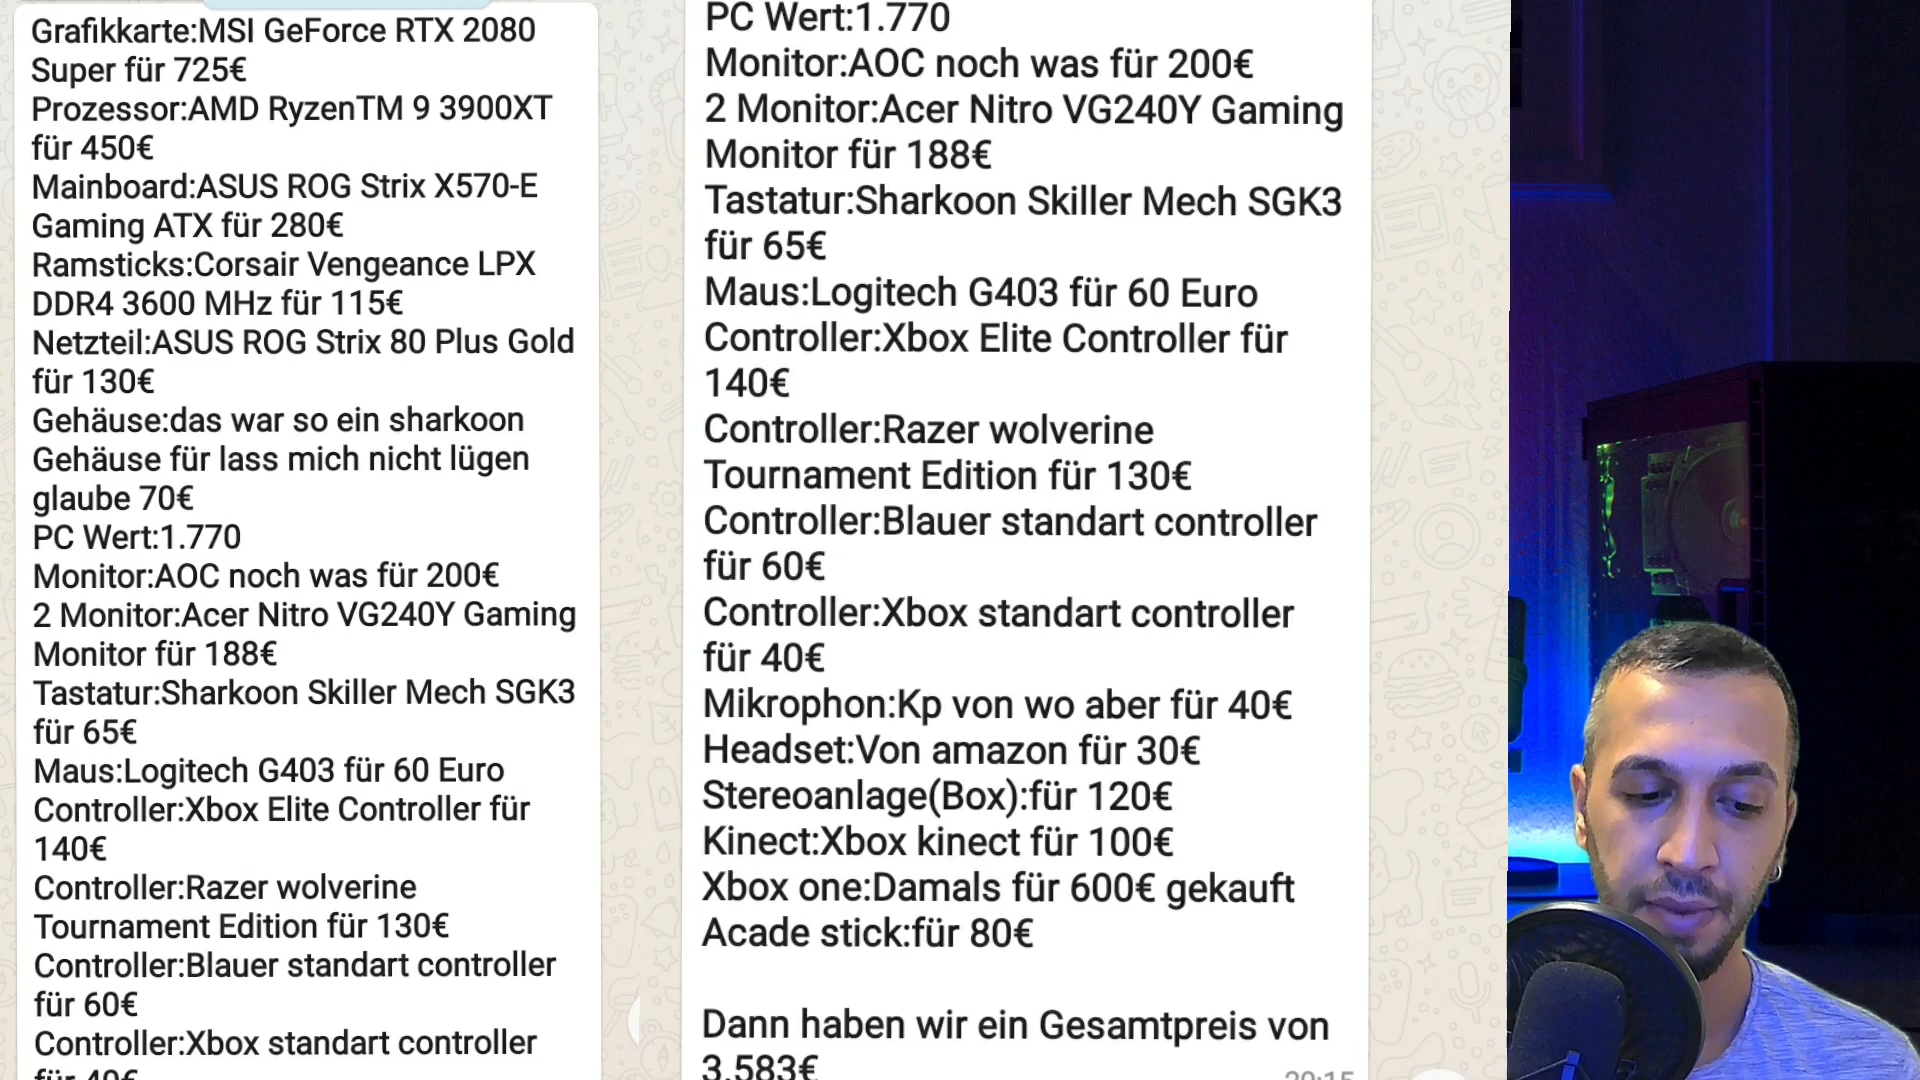 Grafikkarte:MSI GeForce RTX 2080
Super für 725€
Prozessor:AMD RyzenTM 9 3900XT
für 450€
Mainboard:ASUS ROG Strix X570-E
Gaming ATX für 280€
Ramsticks:Corsair Vengeance LPX
DDR4 3600 MHz für 115€
Netzteil:ASUS ROG Strix 80 Plus Gold
für 130€
Gehäuse:das war so ein sharkoon
Gehäuse für lass mich nicht lügen
glaube 70€
PC Wert:1.770
Monitor:AOC noch was für 200€
2 Monitor:Acer Nitro VG240Y Gaming
Monitor für 188€
Tastatur:Sharkoon Skiller Mech SGK3
für 65€
Maus:Logitech G403 für 60 Euro
Controller:Xbox Elite Controller für
140€
Controller:Razer wolverine
Tournament Edition für 130€
Controller:Blauer standart controller
für 60€
Controller:Xbox standart controller
für 40€
PC Wert:1.770
Monitor:AOC noch was für 200€
2 Monitor:Acer Nitro VG240Y Gaming
Monitor für 188€
Tastatur:Sharkoon Skiller Mech SGK3
für 65€
Maus:Logitech G403 für 60 Euro
Controller:Xbox Elite Controller für
140€
Controller:Razer wolverine
Tournament Edition für 130€
Controller:Blauer standart controller
für 60€
Controller:Xbox standart controller
für 40€
Mikrophon:Kp von wo aber für 40€
Headset:Von amazon für 30€
Stereoanlage(Box):für 120€
Kinect:Xbox kinect für 100€
Xbox one:Damals für 600€ gekauft
Acade stick:für 80€
Dann haben wir ein Gesamtpreis von
3.583€